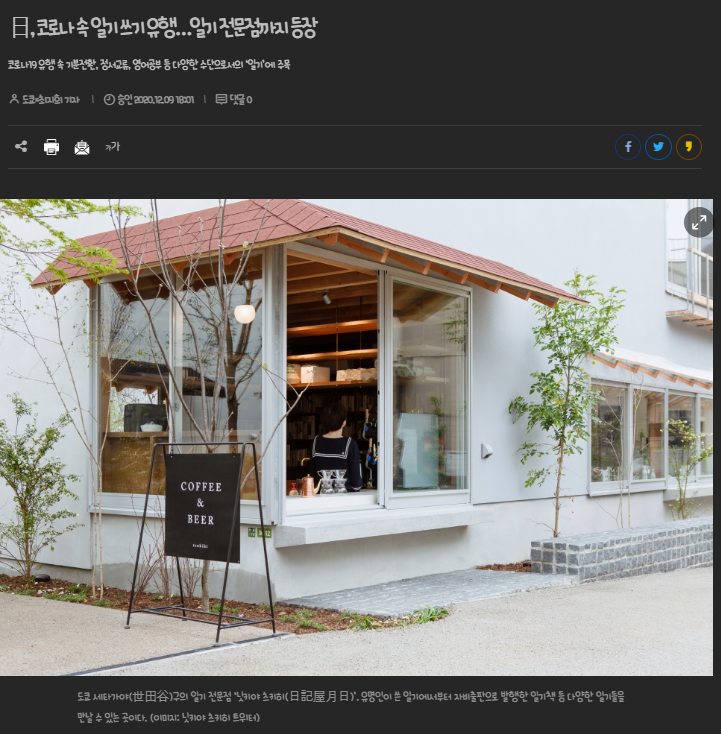 日, 코로나 속 일기 쓰기 유행… 일기 전문점까지 등장
코로나19 유행 속 기분전환, 정서교류, 영어공부 등 다양한 수단으로서의 '일기'에 주목
도쿄=최지희 기자 | 승인 2020.12.09 18:01 | 댓글 0
가가
COFFEE
&
BEER
tsukihi
도쿄 세타가야(世田谷)구의 일기 전문점 '닛키야 츠키히(日記屋月日)'. 유명인이 쓴 일기에서부터 자비출판으로 발행한 일기책 등 다양한 일기들을
만날 수 있는 곳이다. (이미지: 닛키야 츠키히 트위터)